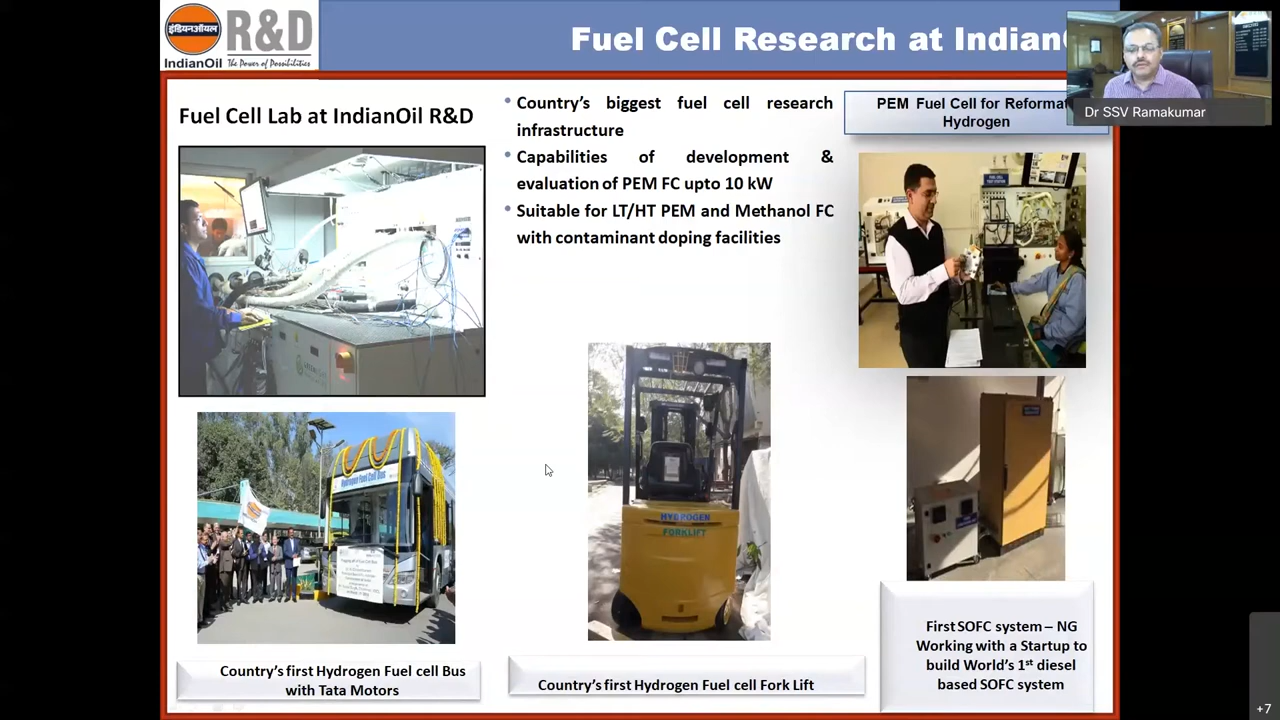 इंडियनऑयल
IndianOil
R&D
The Power of Possibilities
Fuel Cell Research at Indian
Dr SSV Ramakumar
Fuel Cell Lab at IndianOil R&D
• Country's biggest fuel cell research
infrastructure
• Capabilities of development &
evaluation of PEM FC upto 10 kW
• Suitable for LT/HT PEM and Methanol FC
with contaminant doping facilities
PEM Fuel Cell for Reformat
Hydrogen
Hydrogen Fuel Cell Bus
HYDROGEN
FORKLIFT
Country's first Hydrogen Fuel cell Bus
with Tata Motors
Country's first Hydrogen Fuel cell Fork Lift
First SOFC system – NG
Working with a Startup to
build World's 1st diesel
based SOFC system
+7